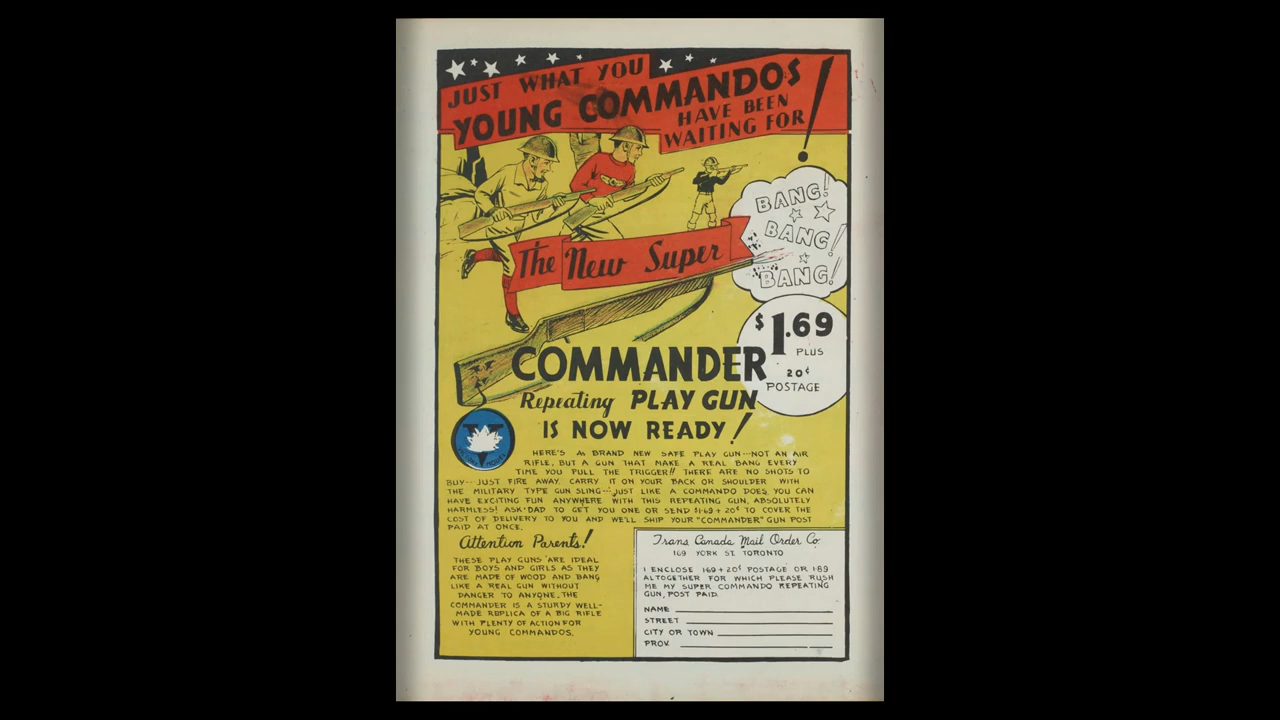 JUST WHAT YOU
YOUNG COMMANDOS
HAVE BEEN
WAITING FOR!
BANG!
BANG!
BANG!
The New Super
$1.69
PLUS
20¢
POSTAGE
COMMANDER
Repeating PLAY GUN
IS NOW READY!
V
HERE'S A BRAND NEW SAFE PLAY GUN---NOT AN AIR
RIFLE, BUT A GUN THAT MAKE A REAL BANG EVERY
TIME YOU PULL THE TRIGGER!! THERE ARE NO SHOTS TO
BUY---JUST FIRE AWAY. CARRY IT ON YOUR BACK OR SHOULDER WITH
THE MILITARY TYPE GUN SLING---JUST LIKE A COMMANDO DOES. YOU CAN
HAVE EXCITING FUN ANYWHERE WITH THIS REPEATING GUN. ABSOLUTELY
HARMLESS! ASK DAD TO GET YOU ONE OR SEND $1.69 + 20¢ TO COVER THE
COST OF DELIVERY TO YOU AND WE'LL SHIP YOUR "COMMANDER" GUN POST
PAID AT ONCE.
Attention Parents!
THESE PLAY GUNS ARE IDEAL
FOR BOYS AND GIRLS AS THEY
ARE MADE OF WOOD AND BANG
LIKE A REAL GUN WITHOUT
DANGER TO ANYONE. THE
COMMANDER IS A STURDY WELL-
MADE REPLICA OF A BIG RIFLE
WITH PLENTY OF ACTION FOR
YOUNG COMMANDOS.
Trans Canada Mail Order Co
169 YORK ST. TORONTO
I ENCLOSE 1.69 + 20¢ POSTAGE OR 1.89
ALTOGETHER FOR WHICH PLEASE RUSH
ME MY SUPER COMMANDO REPEATING
GUN, POST PAID.
NAME
STREET
CITY OR TOWN
PROV.